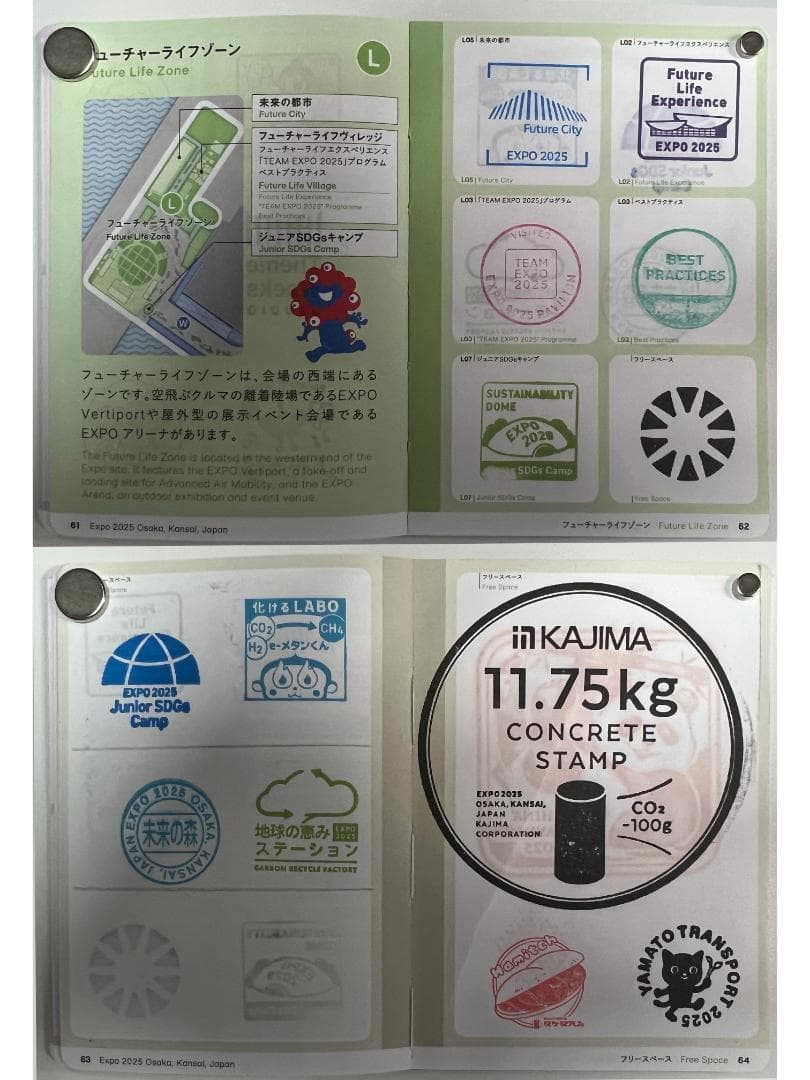 ューチャーライフゾーン
Future Life Zone
L
未来の都市
Future City
フューチャーライフヴィレッジ
フューチャーライフエクスペリエンス
「TEAM EXPO 2025」プログラム
ベストプラクティス
Future Life Village
Future Life Experience
"TEAM EXPO 2025" Programme
Best Practices
ジュニアSDGsキャンプ
Junior SDGs Camp
L
フューチャーライフゾーン
Future Life Zone
W
フューチャーライフゾーンは、会場の西端にある
ゾーンです。空飛ぶクルマの離着陸場であるEXPO
Vertiportや屋外型の展示イベント会場である
EXPO アリーナがあります。
The Future Life Zone is located in the western end of the
Expo site. It features the EXPO Vertiport, a take-off and
landing site for Advanced Air Mobility, and the EXPO
Arena, an outdoor exhibition and event venue.
61 Expo 2025 Osaka, Kansai, Japan
L05 未来の都市
Future City
EXPO 2025
L05 Future City
L02 フューチャーライフエクスペリエンス
Future
Life
Experience
EXPO 2025
L02 Future Life Experience
L03 「TEAM EXPO 2025」プログラム
VISITED
TEAM
EXPO
2025
EXPO 2025 PAVILION
L03 "TEAM EXPO 2025" Programme
L03 ベストプラクティス
BEST
PRACTICES
L03 Best Practices
L07 ジュニアSDGsキャンプ
SUSTAINABILITY
DOME
EXPO
2025
SDGs Camp
L07 Junior SDGs Camp
フリースペース
Free Space
フューチャーライフゾーン Future Life Zone 62
ースペース
Space
EXPO 2025
Junior SDGs
Camp
化けるLABO
CO₂ → CH₄
H₂ e-メタンくん
EXPO 2025 OSAKA, KANSAI, JAPAN
未来の森
地球の恵み
EXPO
2025
ステーション
CARBON RECYCLE FACTORY
63 Expo 2025 Osaka, Kansai, Japan
フリースペース
Free Space
KAJIMA
11.75kg
CONCRETE
STAMP
EXPO2025
OSAKA, KANSAI,
JAPAN
KAJIMA
CORPORATION
CO₂
-100g
Namitch
YAMATO TRANSPORT 2025
フリースペース Free Space 64